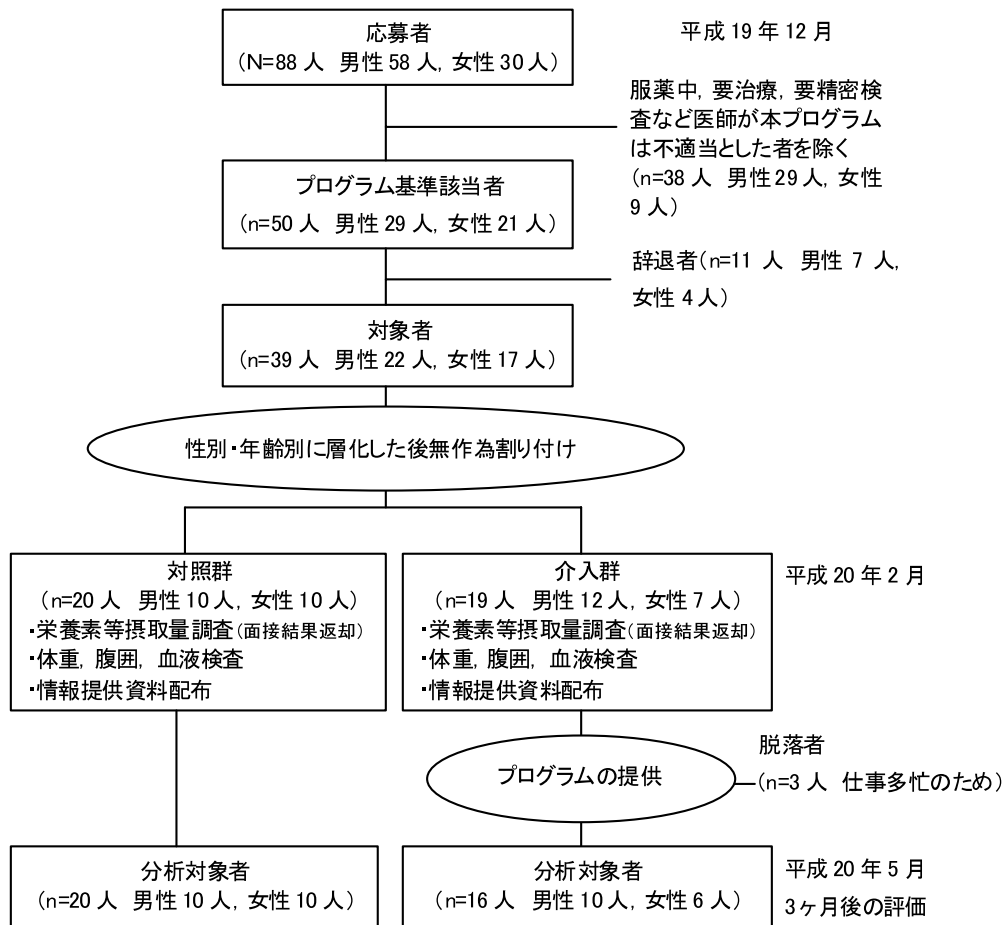 応募者
(N=88 人 男性 58 人, 女性 30 人)
平成 19 年 12 月
服薬中, 要治療, 要精密検
査など医師が本プログラム
は不適当とした者を除く
(n=38 人 男性 29 人, 女性
9 人)
プログラム基準該当者
(n=50 人 男性 29 人, 女性 21 人)
辞退者(n=11 人 男性 7 人,
女性 4 人)
対象者
(n=39 人 男性 22 人, 女性 17 人)
性別・年齢別に層化した後無作為割り付け
対照群
(n=20 人 男性 10 人, 女性 10 人)
・栄養素等摂取量調査(面接結果返却)
・体重, 腹囲, 血液検査
・情報提供資料配布
介入群
(n=19 人 男性 12 人, 女性 7 人)
・栄養素等摂取量調査(面接結果返却)
・体重, 腹囲, 血液検査
・情報提供資料配布
平成 20 年 2 月
プログラムの提供
脱落者
(n=3 人 仕事多忙のため)
分析対象者
(n=20 人 男性 10 人, 女性 10 人)
分析対象者
(n=16 人 男性 10 人, 女性 6 人)
平成 20 年 5 月
3ヶ月後の評価